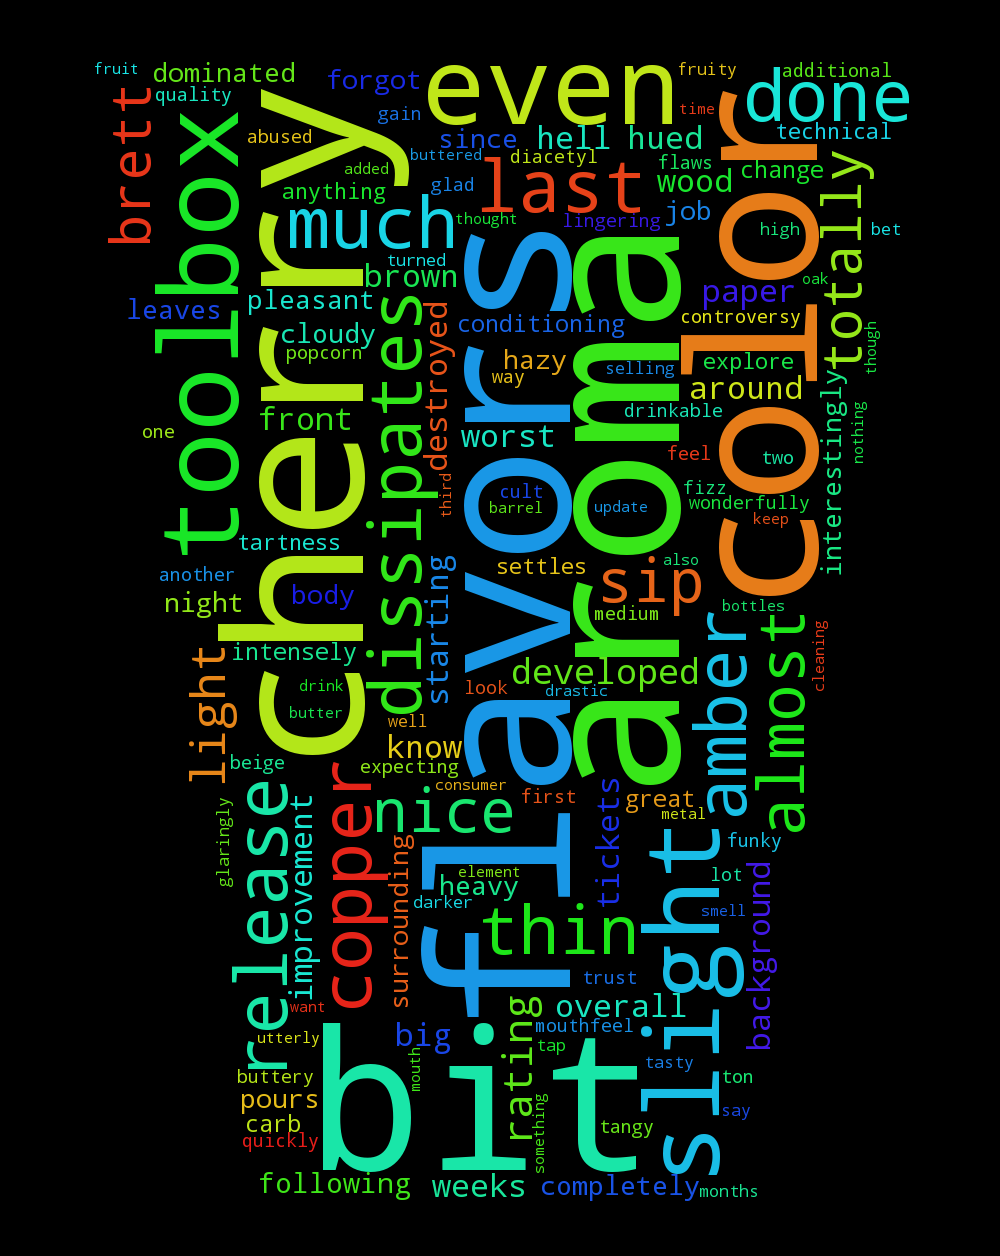 fruit
dominated
forgot
even
fruity
additional
done
brett
quality
gain
time
technical
abused
since
hell
hued
toolbox
cherry
buttered
diacetyl
flaws
change
added
glad
last
wood
totally
anything
much
thought
lingering
job
high
bet
turned
brown
flavors
aroma
color
oak
leaves
pleasant
paper
cloudy
dissipates
destroyed
conditioning
controversy
though
popcorn
hazy
way
selling
explore
around
interestingly
one
front
worst
drinkable
nothing
feel
two
third
cult
barrel
update
fizz
wonderfully
keep
tartness
another
settles
also
night
body
starting
sip
medium
bottles
intensely
developed
amber
almost
cleaning
light
drink
butter
look
drastic
well
know
beige
expecting
consumer
first
great
metal
release
copper
nice
tickets
glaringly
improvement
surrounding
element
heavy
darker
thin
slight
funky
lot
smell
background
want
trust
overall
rating
mouthfeel
big
utterly
bit
tap
tasty
mouth
buttery
ton
pours
carb
quickly
something
tangy
say
following
weeks
completely
months